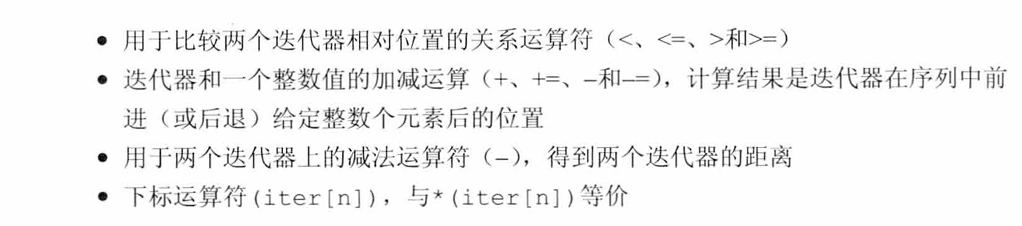 • 用于比较两个迭代器相对位置的关系运算符（<、<=、>和>=）
• 迭代器和一个整数值的加减运算（+、+=、-和-=），计算结果是迭代器在序列中前
进（或后退）给定整数个元素后的位置
• 用于两个迭代器上的减法运算符（-），得到两个迭代器的距离
• 下标运算符(iter[n])，与*(iter[n])等价